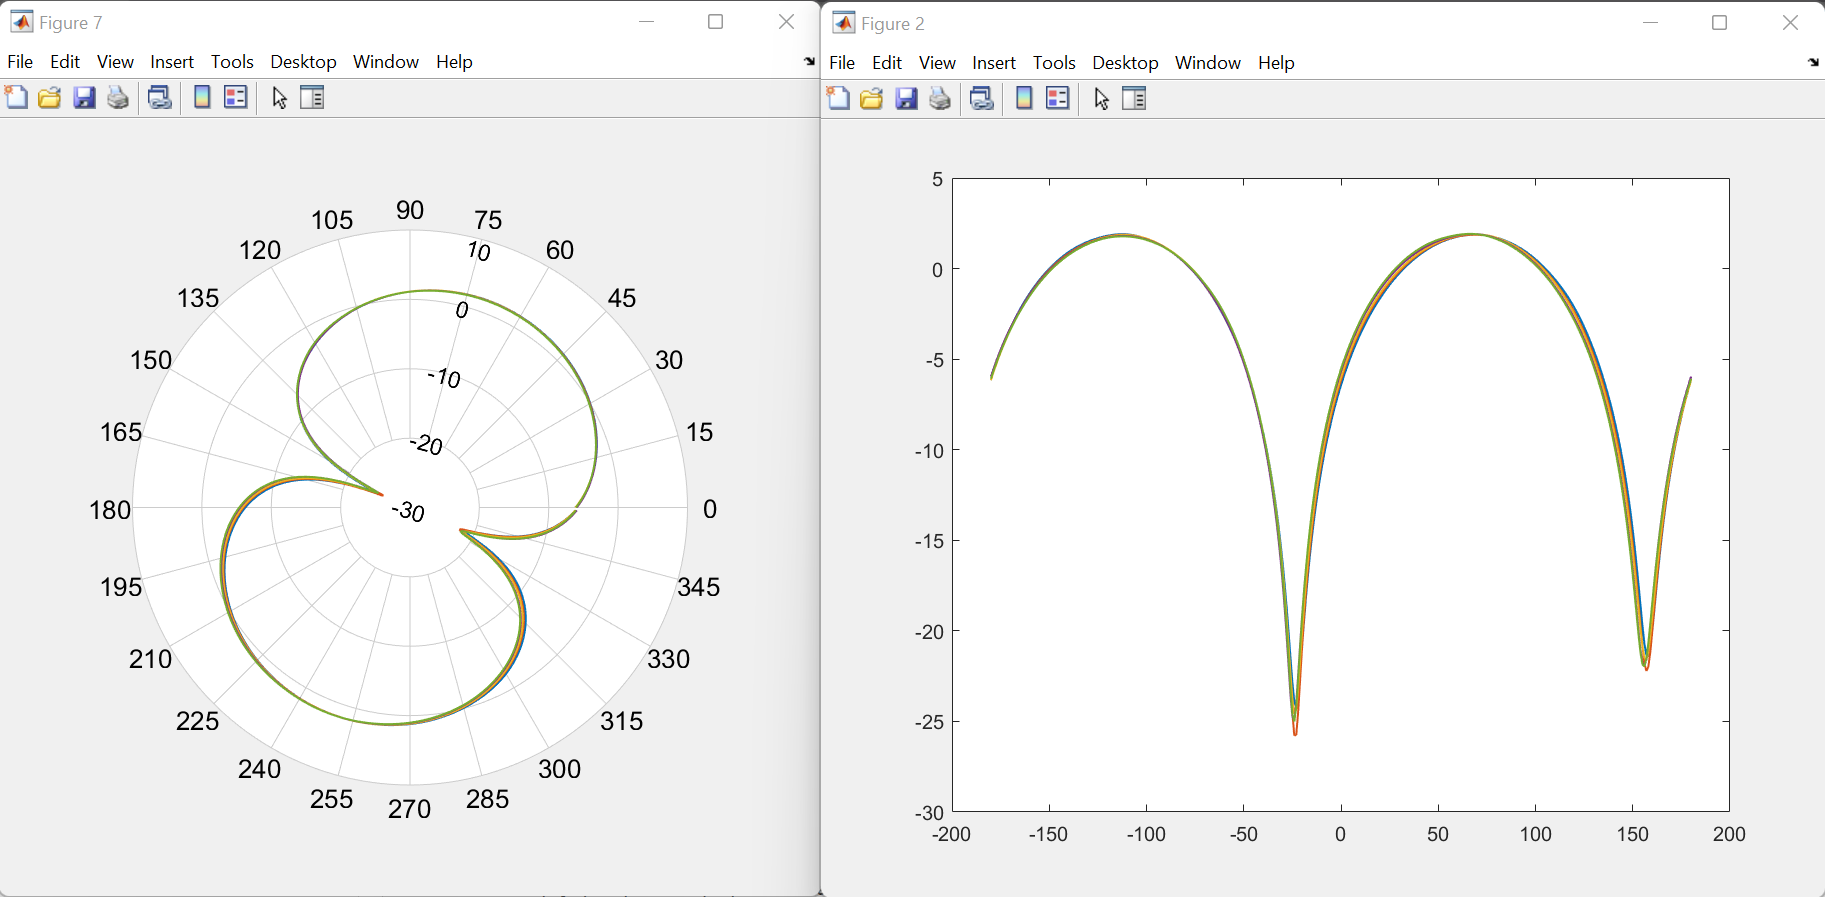 Figure 7
File Edit View Insert Tools Desktop Window Help
90
105 75
120 10 60
135 0 45
150 -10 30
165 -20 15
180 -30 0
195 345
210 330
225 315
240 300
255 285
270
Figure 2
File Edit View Insert Tools Desktop Window Help
5
0
-5
-10
-15
-20
-25
-30
-200 -150 -100 -50 0 50 100 150 200